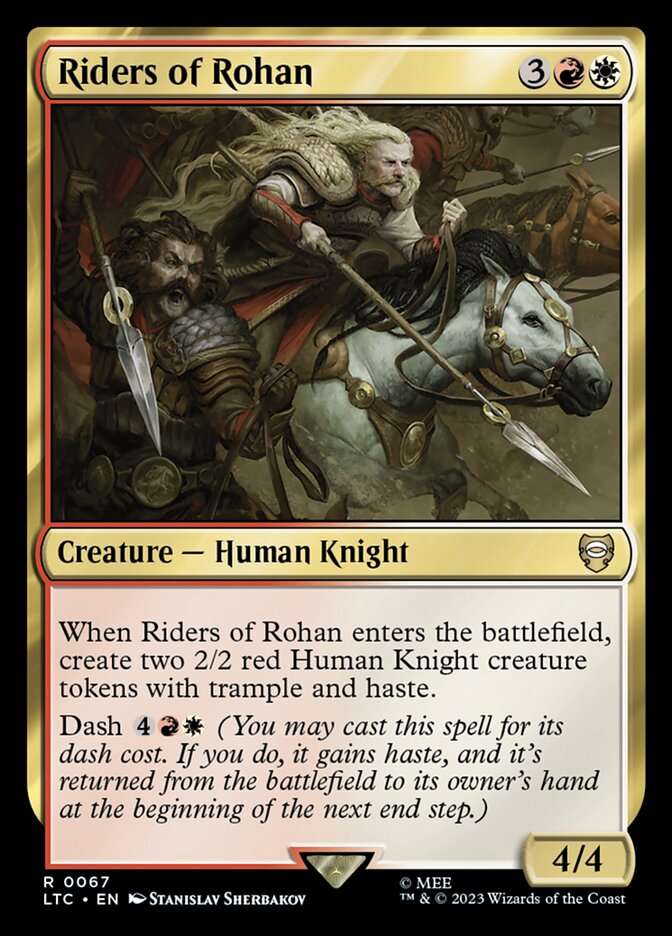 Riders of Rohan 3
Creature — Human Knight
When Riders of Rohan enters the battlefield,
create two 2/2 red Human Knight creature
tokens with trample and haste.
Dash 4 (You may cast this spell for its
dash cost. If you do, it gains haste, and it's
returned from the battlefield to its owner's hand
at the beginning of the next end step.)
4/4
R 0067
LTC • EN Stanislav Sherbakov
© MEE
™ & © 2023 Wizards of the Coast